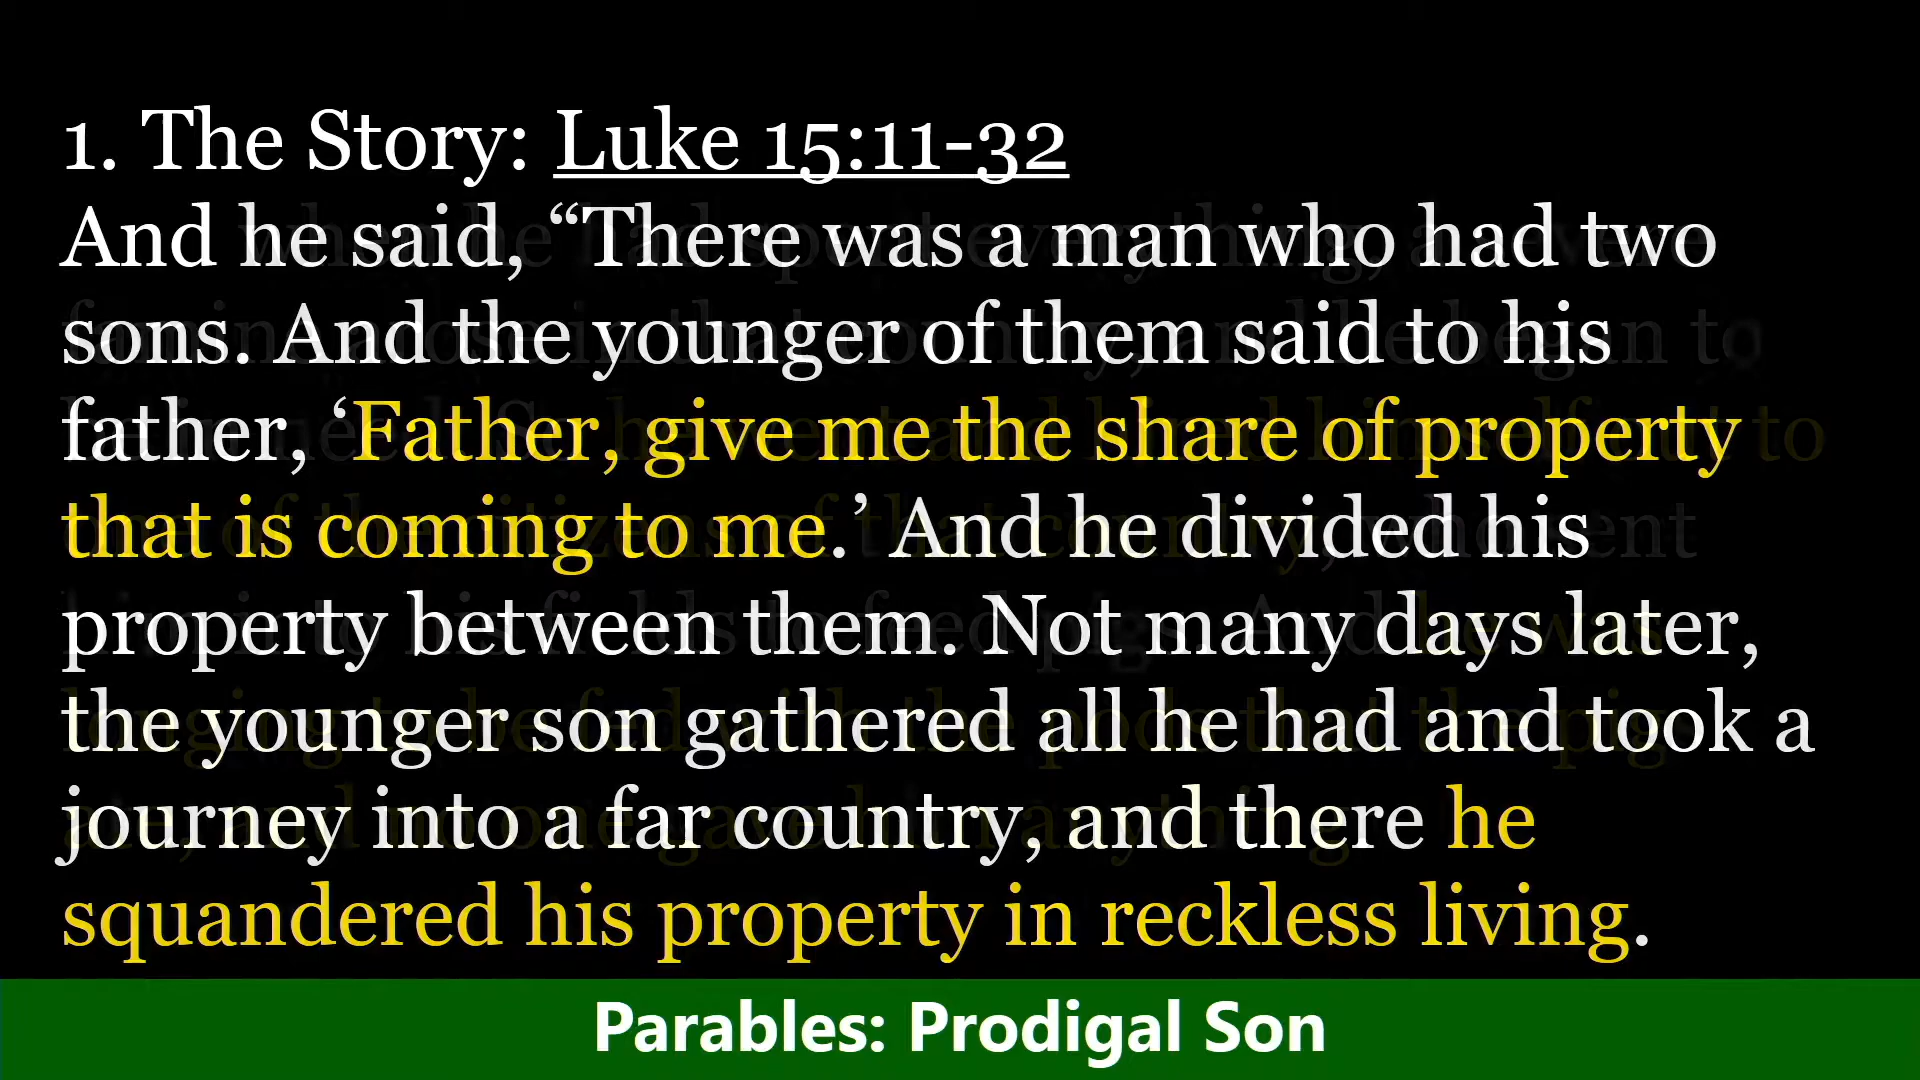 1. The Story: Luke 15:11-32
And he said, “There was a man who had two
sons. And the younger of them said to his
father, ‘Father, give me the share of property
that is coming to me.’ And he divided his
property between them. Not many days later,
the younger son gathered all he had and took a
journey into a far country, and there he
squandered his property in reckless living.
Parables: Prodigal Son